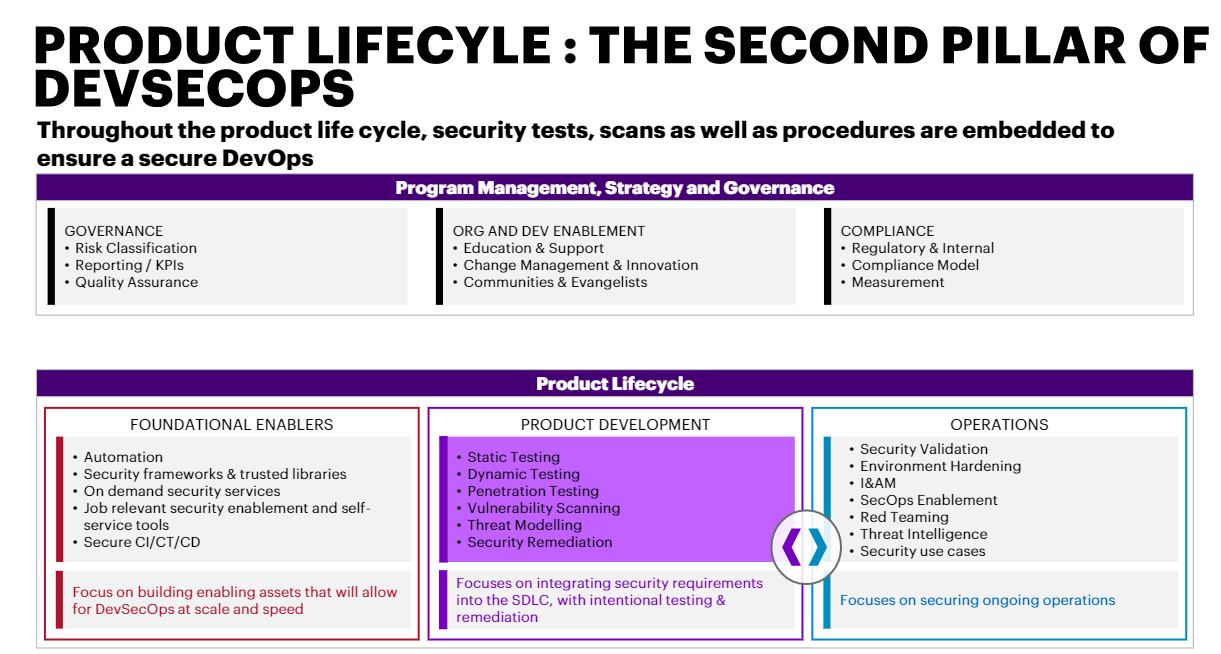 PRODUCT LIFECYLE : THE SECOND PILLAR OF
DEVSECOPS
Throughout the product life cycle, security tests, scans as well as procedures are embedded to
ensure a secure DevOps
Program Management, Strategy and Governance
GOVERNANCE
• Risk Classification
• Reporting / KPIs
• Quality Assurance
ORG AND DEV ENABLEMENT
• Education & Support
• Change Management & Innovation
• Communities & Evangelists
COMPLIANCE
• Regulatory & Internal
• Compliance Model
• Measurement
Product Lifecycle
FOUNDATIONAL ENABLERS
• Automation
• Security frameworks & trusted libraries
• On demand security services
• Job relevant security enablement and self-
service tools
• Secure CI/CT/CD
Focus on building enabling assets that will allow
for DevSecOps at scale and speed
PRODUCT DEVELOPMENT
• Static Testing
• Dynamic Testing
• Penetration Testing
• Vulnerability Scanning
• Threat Modelling
• Security Remediation
Focuses on integrating security requirements
into the SDLC, with intentional testing &
remediation
OPERATIONS
• Security Validation
• Environment Hardening
• I&AM
• SecOps Enablement
• Red Teaming
• Threat Intelligence
• Security use cases
Focuses on securing ongoing operations